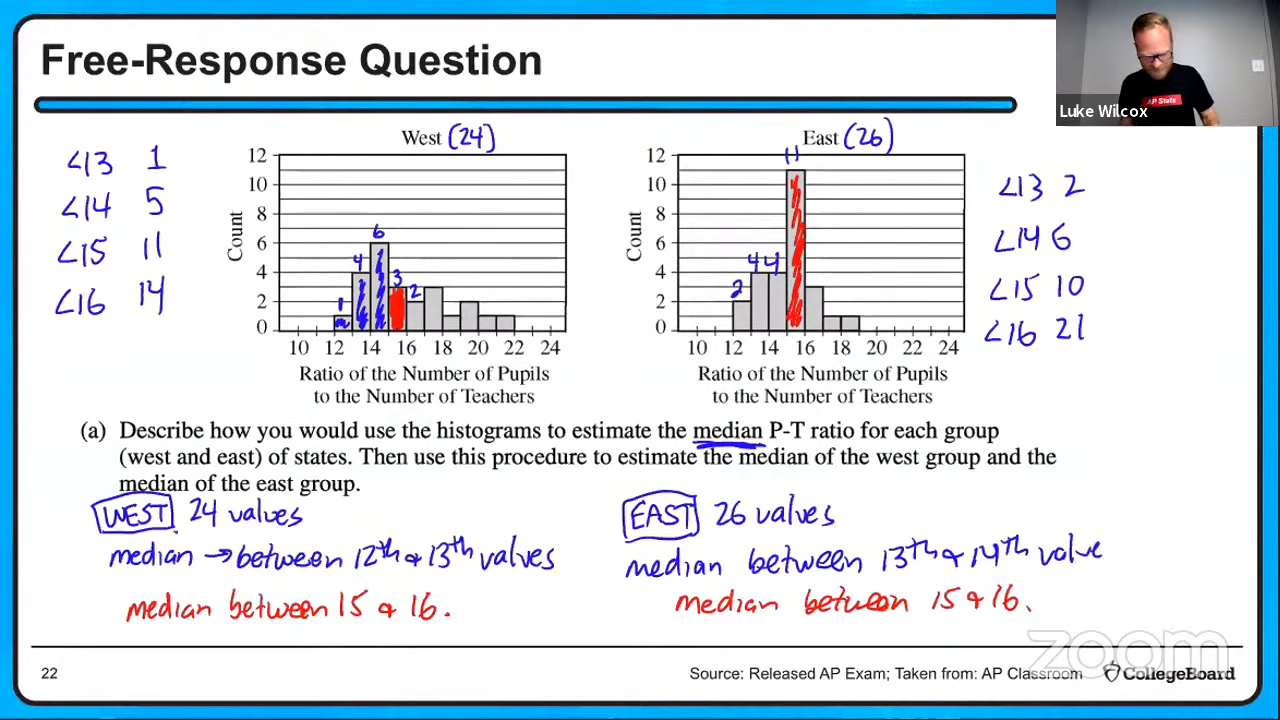 Free-Response Question
Luke Wilcox
AP Stats
<13 1
<14 5
<15 11
<16 14
West (24)
12
10
8
6
4
2
0
Count
1
4
6
3
2
10 12 14 16 18 20 22 24
Ratio of the Number of Pupils
to the Number of Teachers
East (26)
12
10
8
6
4
2
0
Count
2
4 4
11
10 12 14 16 18 20 22 24
Ratio of the Number of Pupils
to the Number of Teachers
<13 2
<14 6
<15 10
<16 21
(a) Describe how you would use the histograms to estimate the median P-T ratio for each group
(west and east) of states. Then use this procedure to estimate the median of the west group and the
median of the east group.
WEST 24 values
median → between 12th & 13th values
median between 15 & 16.
EAST 26 values
median between 13th & 14th value
median between 15 & 16.
zoom
22
Source: Released AP Exam; Taken from: AP Classroom
CollegeBoard